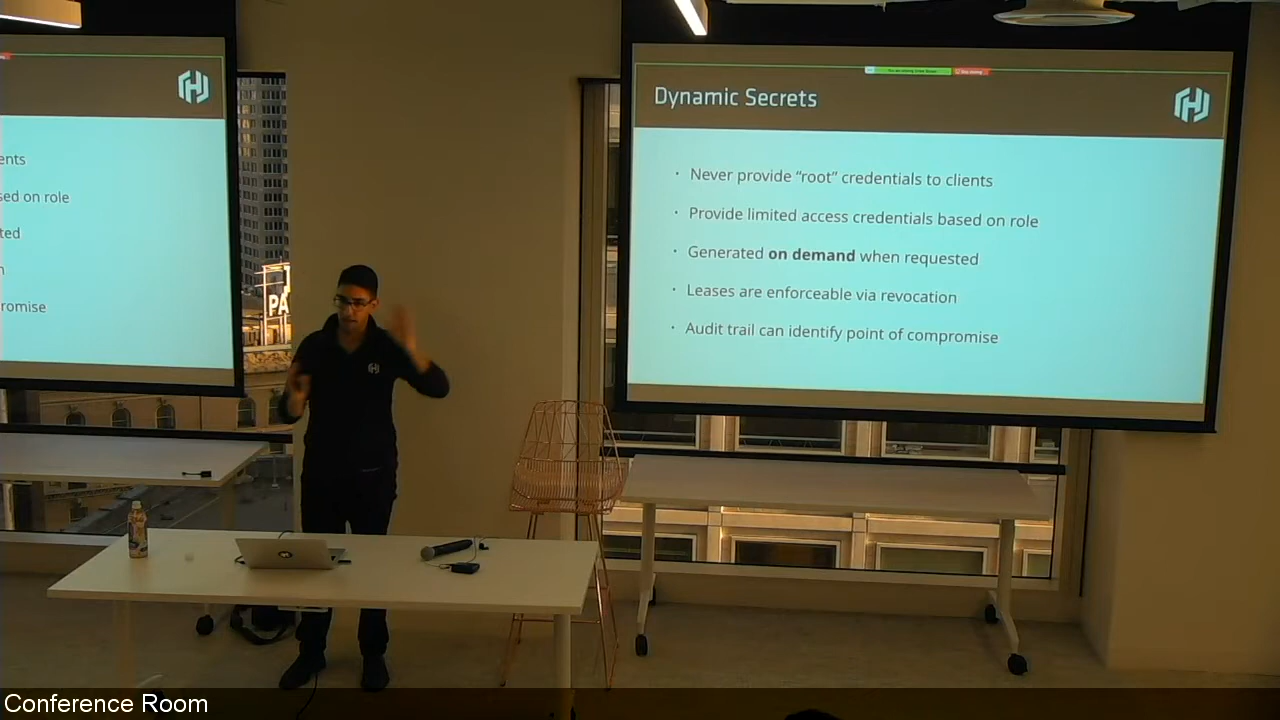 Dynamic Secrets
· Never provide “root” credentials to clients
· Provide limited access credentials based on role
· Generated on demand when requested
· Leases are enforceable via revocation
· Audit trail can identify point of compromise
ents
sed on role
ted
n
romise
PA
Conference Room